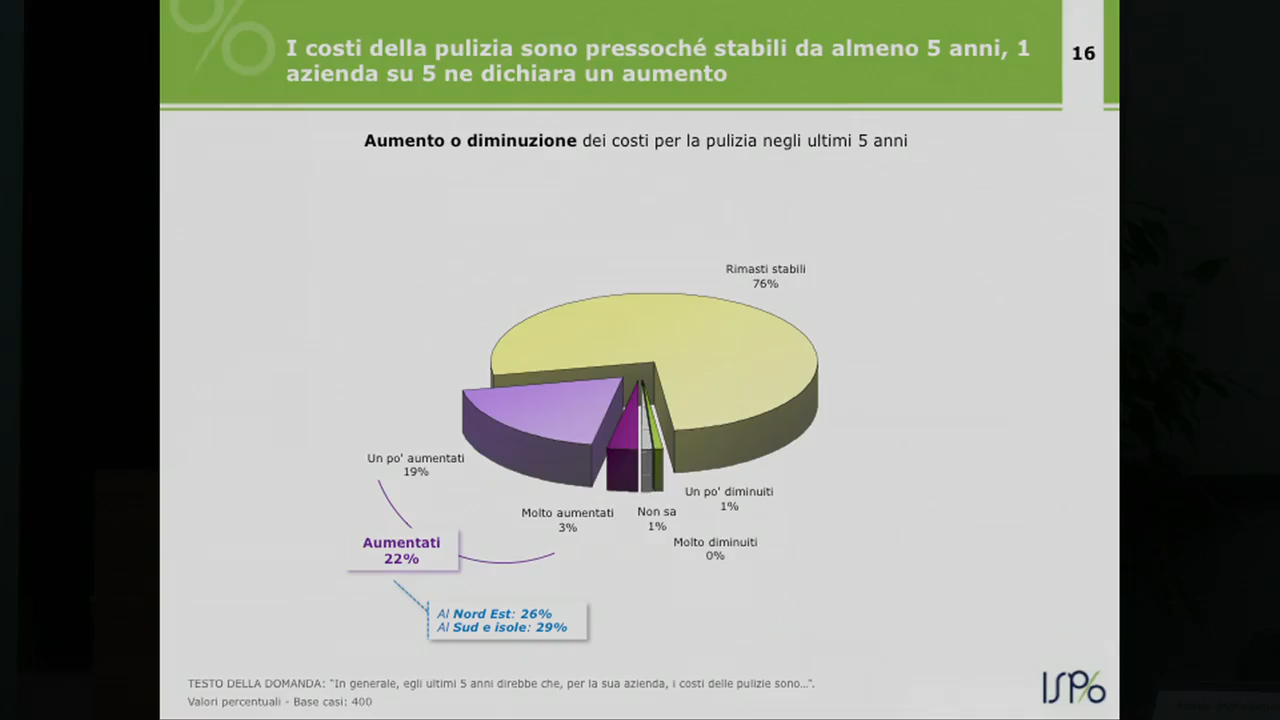 I costi della pulizia sono pressoché stabili da almeno 5 anni, 1
azienda su 5 ne dichiara un aumento
16
Aumento o diminuzione dei costi per la pulizia negli ultimi 5 anni
Rimasti stabili
76%
Un po' aumentati
19%
Molto aumentati
3%
Non sa
1%
Un po' diminuiti
1%
Molto diminuiti
0%
Aumentati
22%
Al Nord Est: 26%
Al Sud e isole: 29%
TESTO DELLA DOMANDA: "In generale, egli ultimi 5 anni direbbe che, per la sua azienda, i costi delle pulizie sono…".
Valori percentuali - Base casi: 400
ISPO